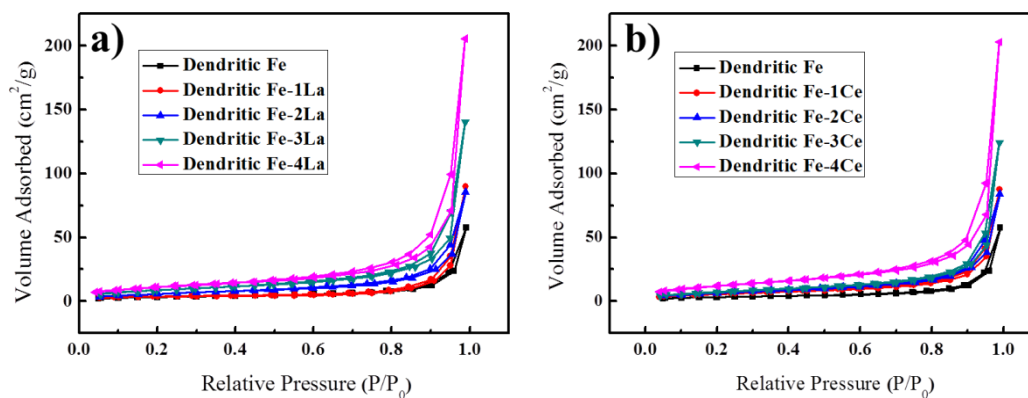 a)
Dendritic Fe
Dendritic Fe-1La
Dendritic Fe-2La
Dendritic Fe-3La
Dendritic Fe-4La
Volume Adsorbed (cm²/g)
200
150
100
50
0
0.0 0.2 0.4 0.6 0.8 1.0
Relative Pressure (P/P₀)
b)
Dendritic Fe
Dendritic Fe-1Ce
Dendritic Fe-2Ce
Dendritic Fe-3Ce
Dendritic Fe-4Ce
Volume Adsorbed (cm²/g)
200
150
100
50
0
0.0 0.2 0.4 0.6 0.8 1.0
Relative Pressure (P/P₀)